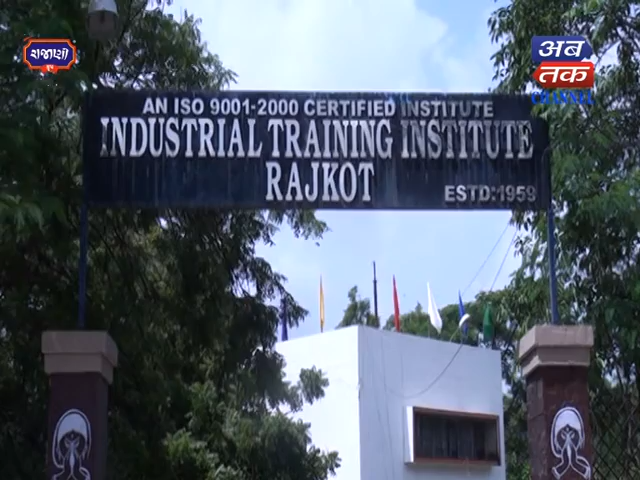 રાજાણી
અબ
તક
CHANNEL
AN ISO 9001-2000 CERTIFIED INSTITUTE
INDUSTRIAL TRAINING INSTITUTE
RAJKOT
ESTD:1959